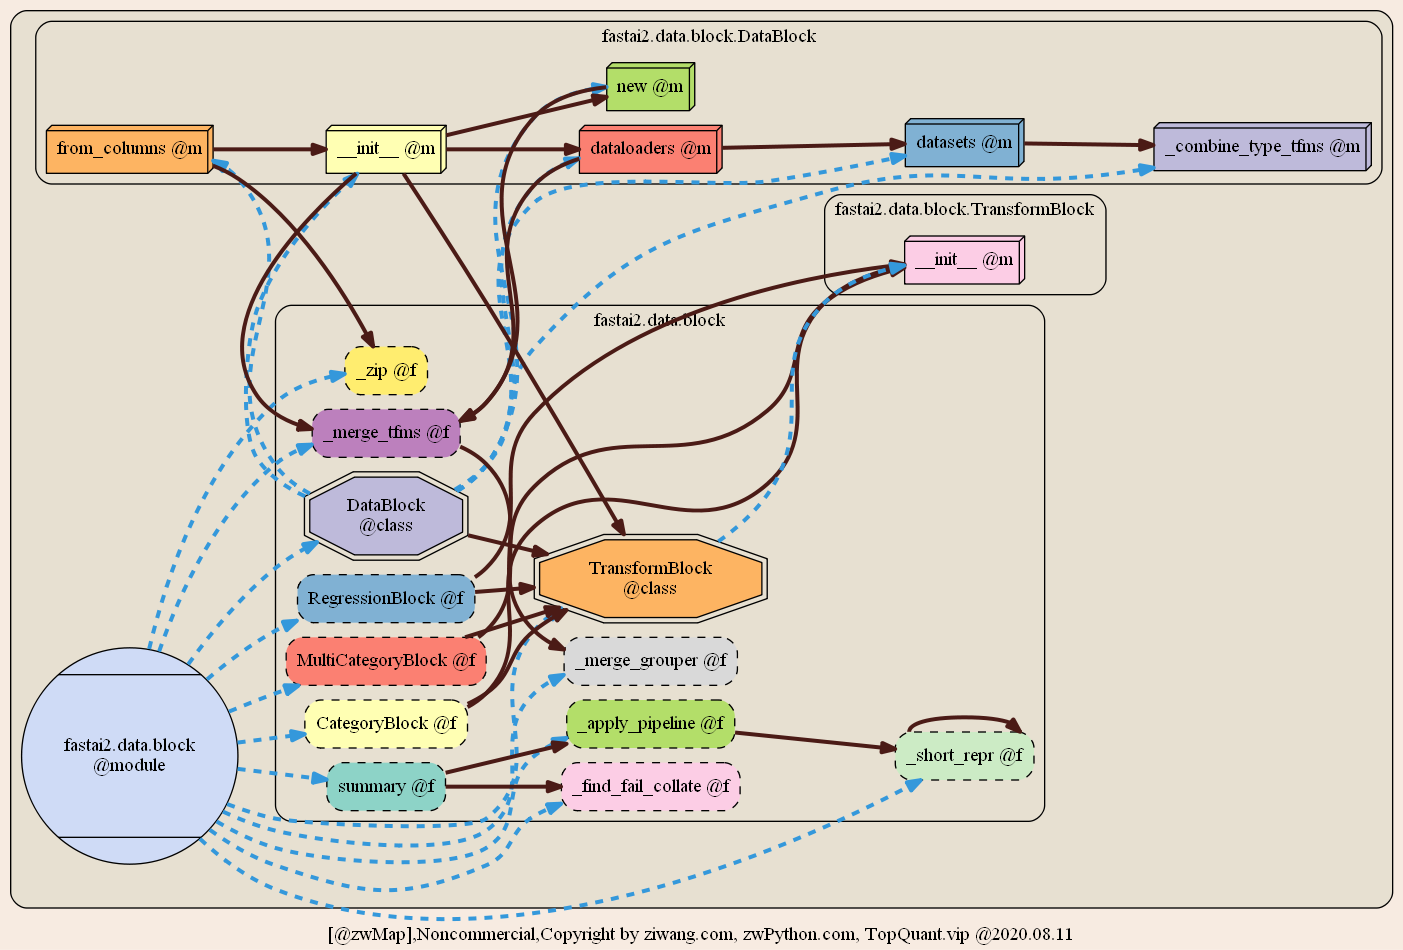 fastai2.data.block.DataBlock
new @m
from_columns @m
__init__ @m
dataloaders @m
datasets @m
_combine_type_tfms @m
fastai2.data.block.TransformBlock
__init__ @m
fastai2.data.block
_zip @f
_merge_tfms @f
DataBlock
@class
TransformBlock
@class
RegressionBlock @f
MultiCategoryBlock @f
_merge_grouper @f
CategoryBlock @f
_apply_pipeline @f
fastai2.data.block
@module
_short_repr @f
summary @f
_find_fail_collate @f
[@zwMap],Noncommercial,Copyright by ziwang.com, zwPython.com, TopQuant.vip @2020.08.11